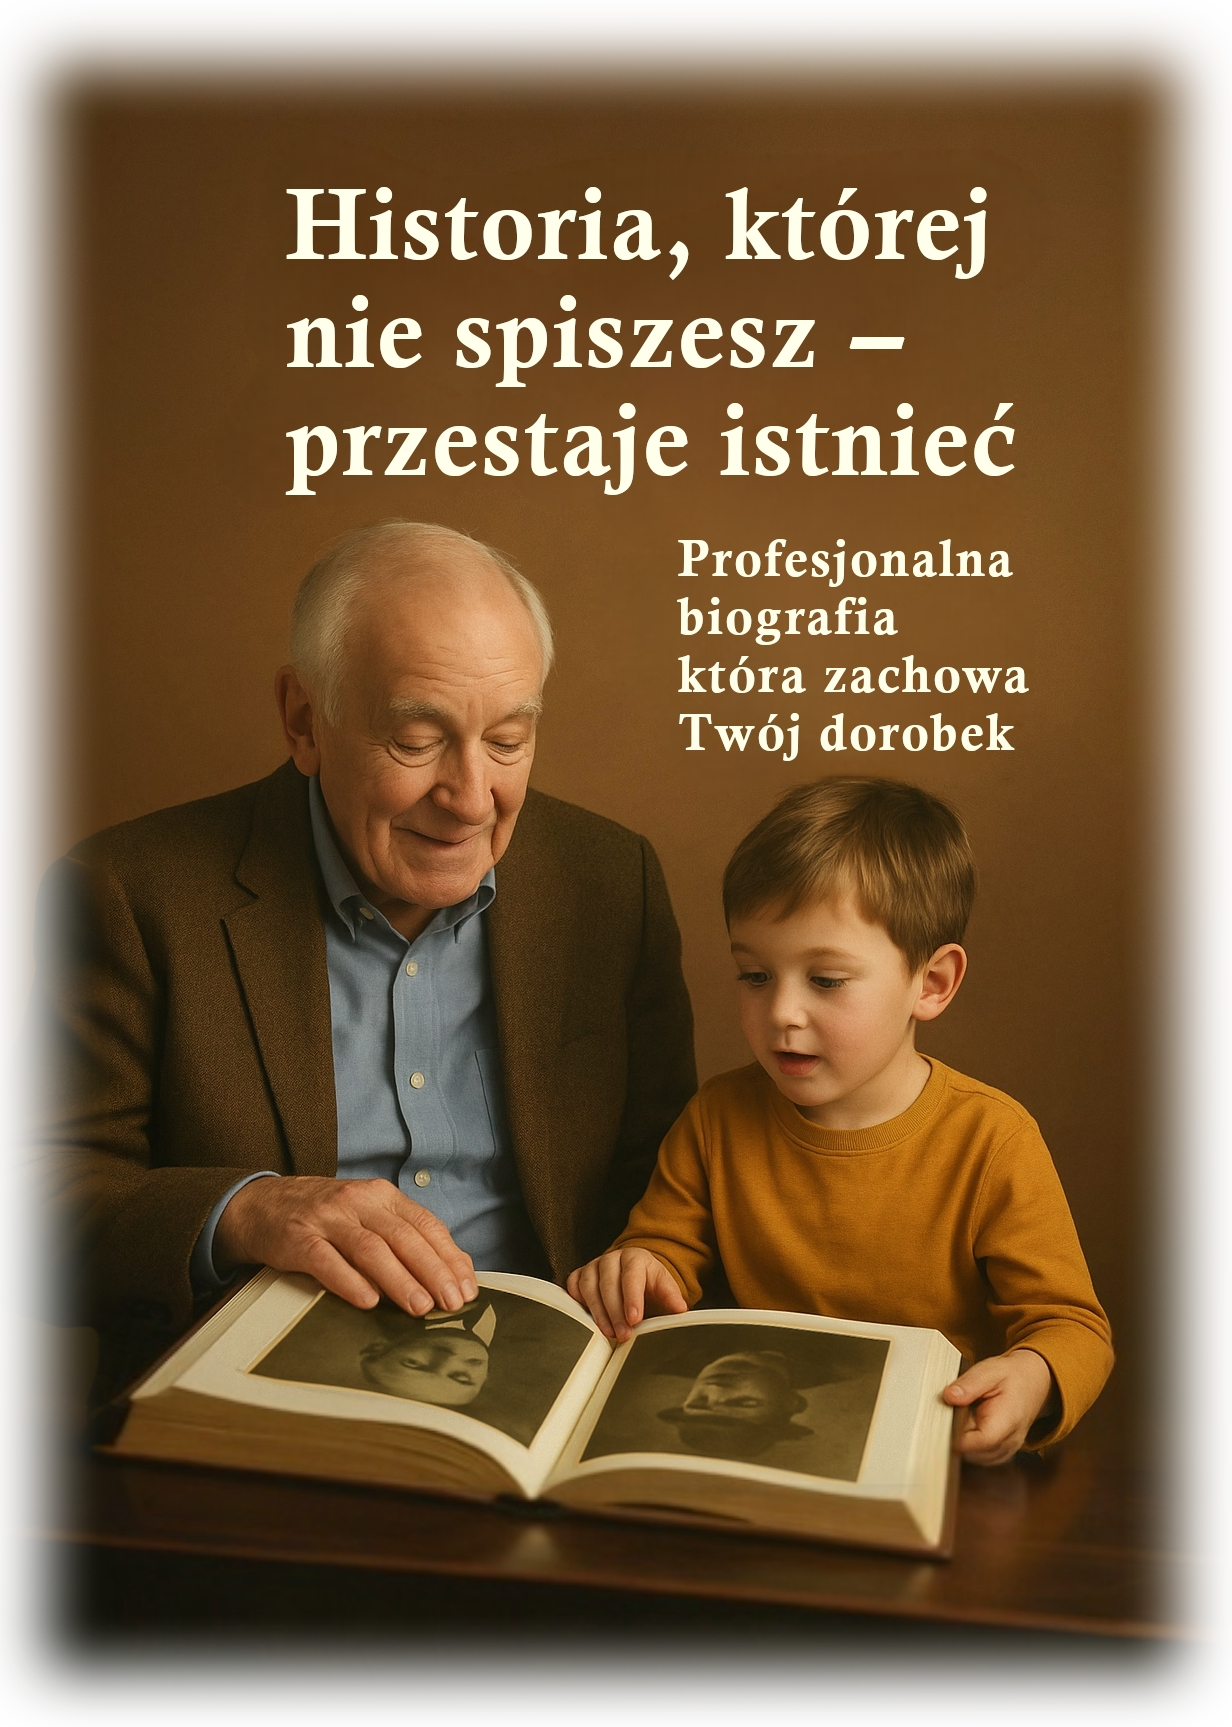 Historia, której
nie spiszesz –
przestaje istnieć
Profesjonalna
biografia
która zachowa
Twój dorobek